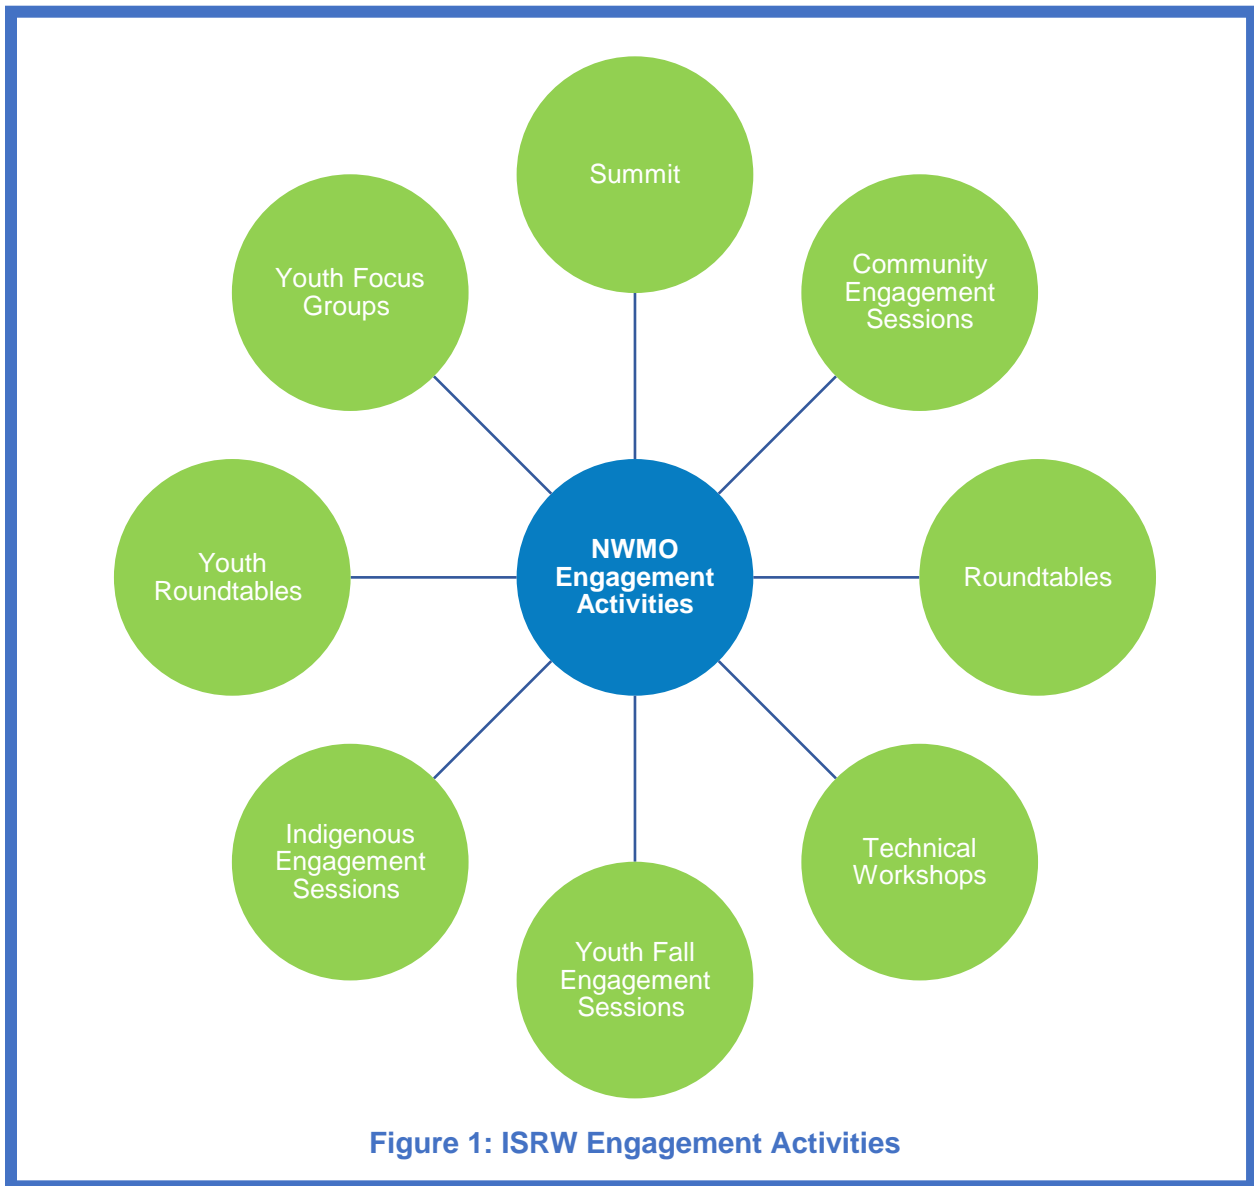 Summit
Community
Engagement
Sessions
Roundtables
Technical
Workshops
Youth Fall
Engagement
Sessions
Indigenous
Engagement
Sessions
Youth
Roundtables
Youth Focus
Groups
NWMO
Engagement
Activities
Figure 1: ISRW Engagement Activities